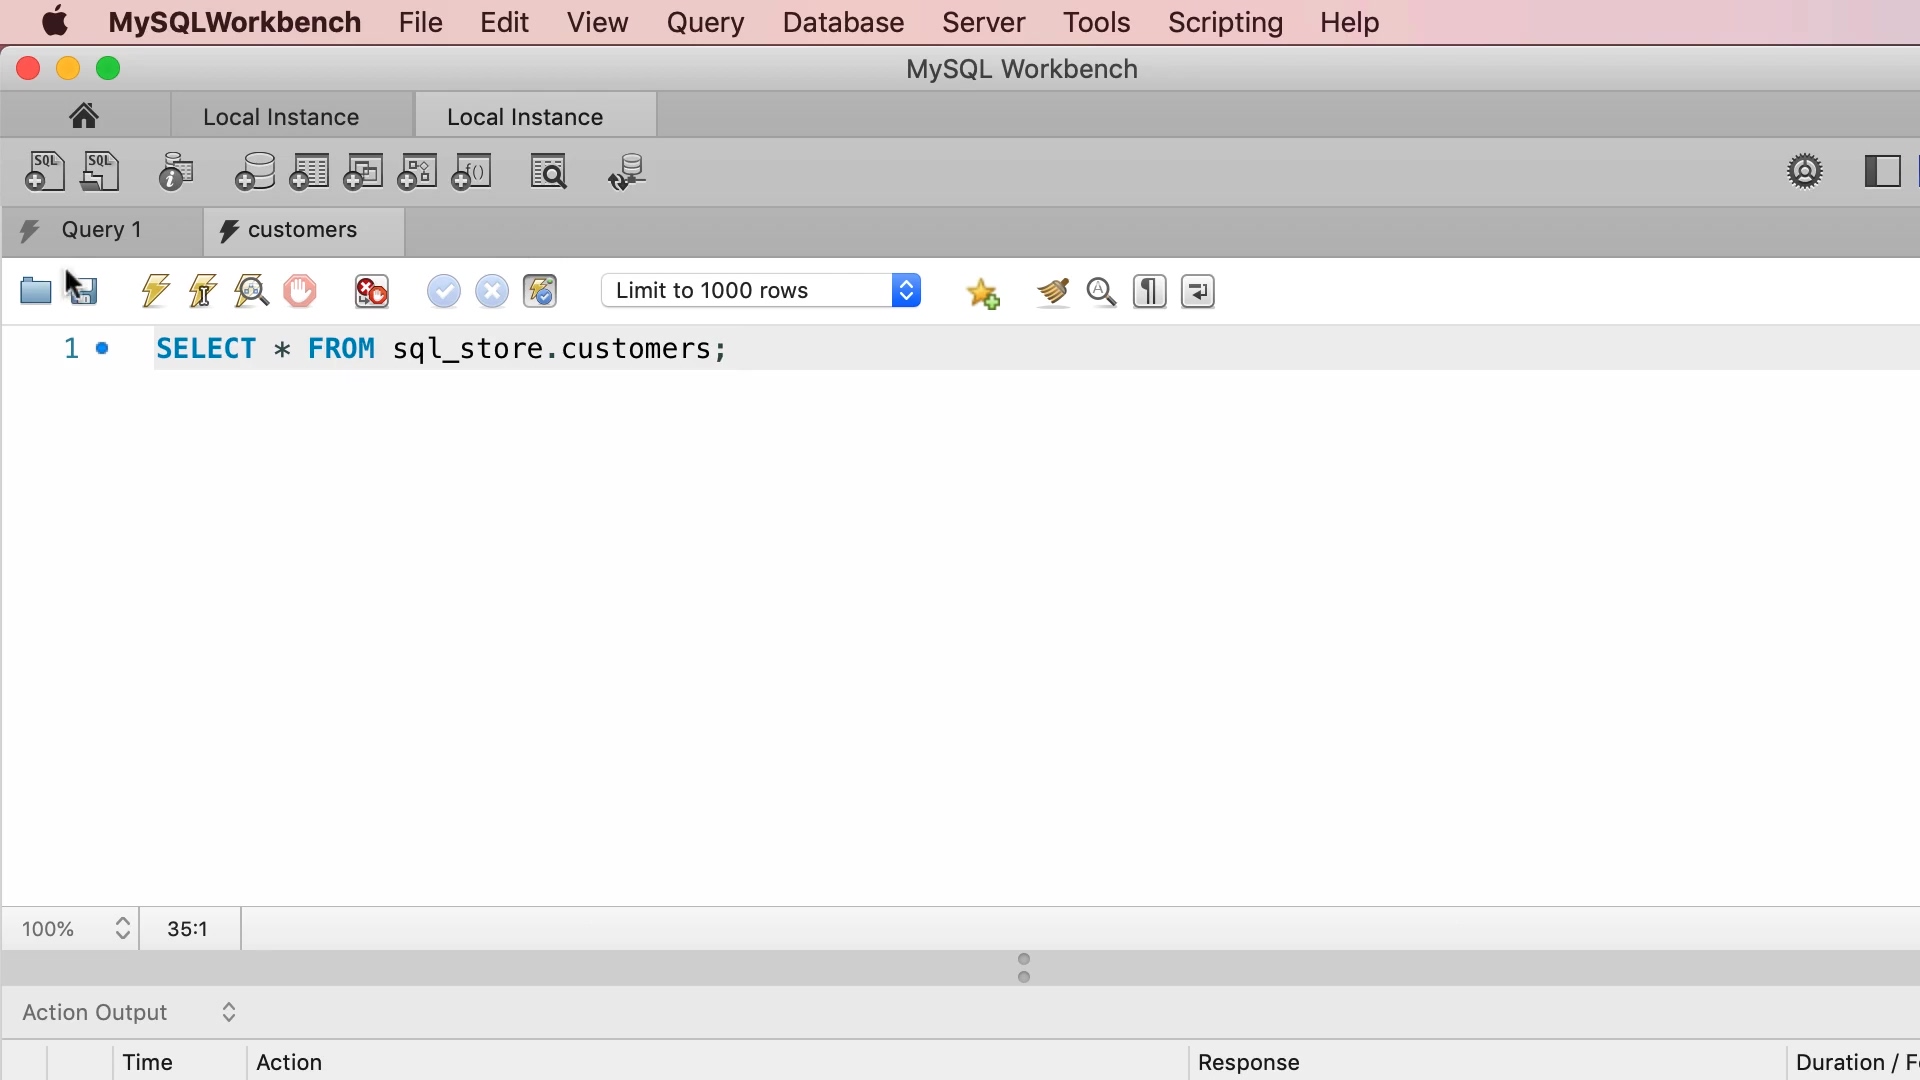 MySQLWorkbench File Edit View Query Database Server Tools Scripting Help
MySQL Workbench
Local Instance Local Instance
SQL SQL
Query 1 customers
Limit to 1000 rows
1 SELECT * FROM sql_store.customers;
100% 35:1
Action Output
Time Action Response Duration / F